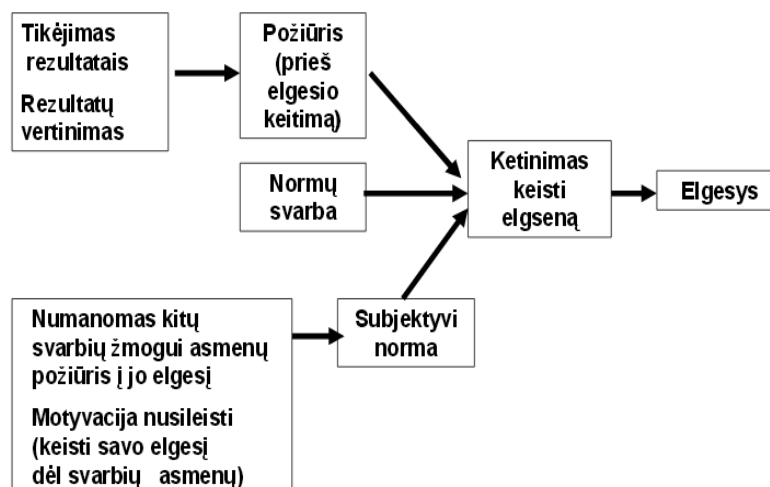 Tikėjimas
rezultatais
Rezultatų
vertinimas
Požiūris
(prieš
elgesio
keitimą)
Normų
svarba
Ketinimas
keisti
elgseną
Elgesys
Numanomas kitų
svarbių žmogui asmenų
požiūris į jo elgesį
Motyvacija nusileisti
(keisti savo elgesį
dėl svarbių asmenų)
Subjektyvi
norma